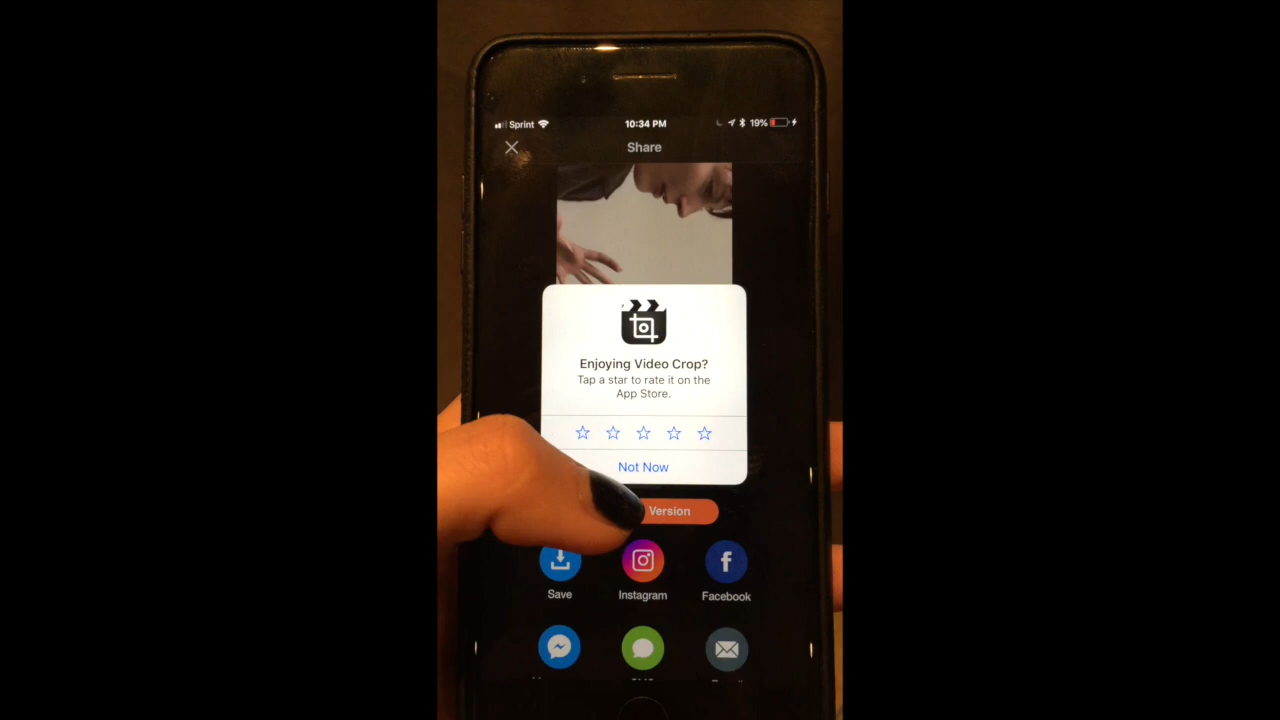 Sprint 10:34 PM 19%
Share
Enjoying Video Crop?
Tap a star to rate it on the
App Store.
Not Now
Version
Save Instagram Facebook